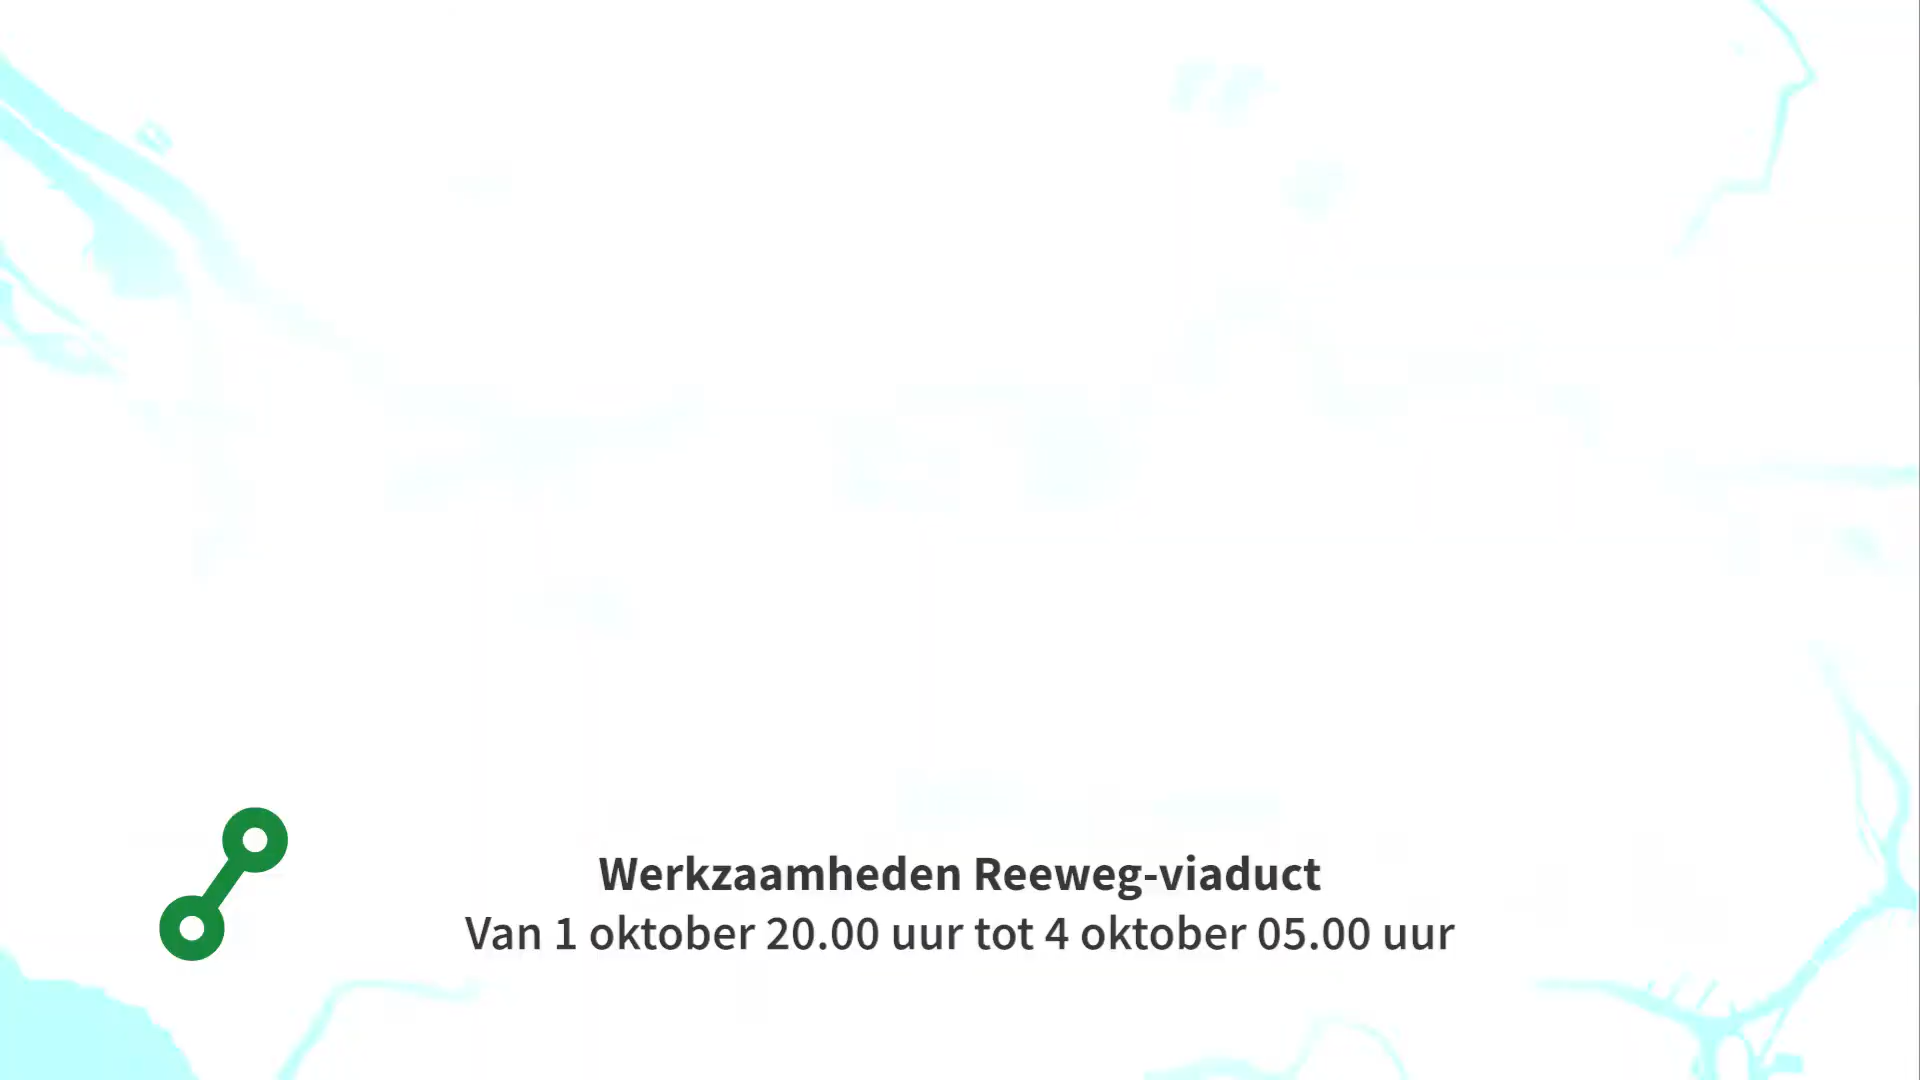 Werkzaamheden Reeweg-viaduct
Van 1 oktober 20.00 uur tot 4 oktober 05.00 uur